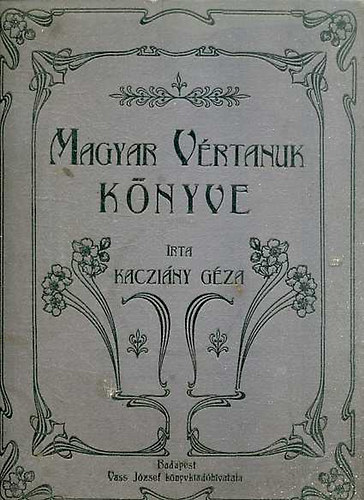 MAGYAR VÉRTANUK
KÖNYVE
IRTA
KACZIÁNY GÉZA
Budapest
Vass József könyvkiadóhivatala